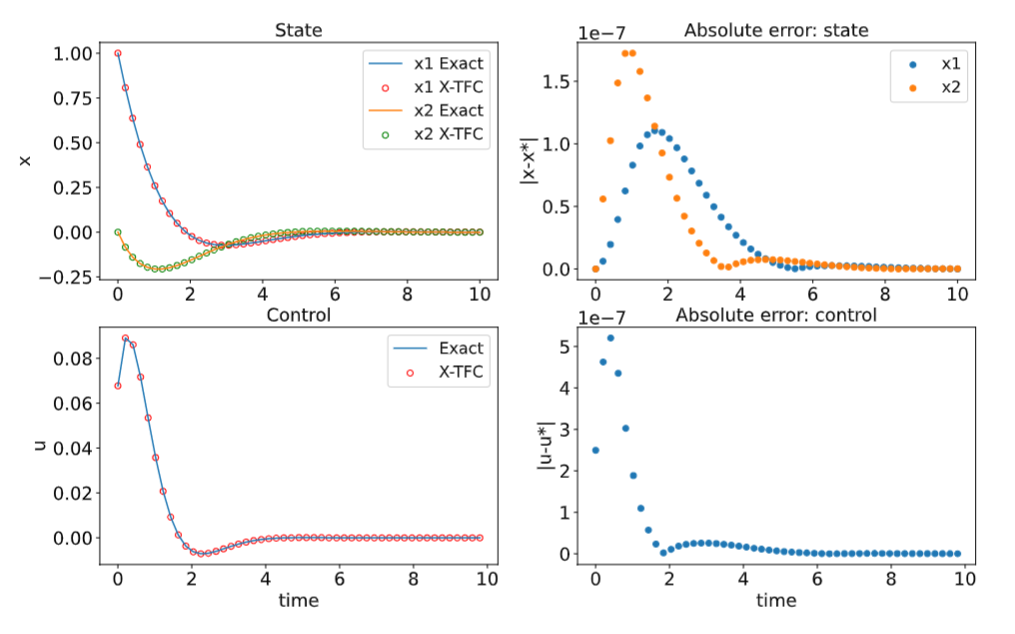 State
x
1.00
0.75
0.50
0.25
0.00
−0.25
0 2 4 6 8 10
x1 Exact
x1 X-TFC
x2 Exact
x2 X-TFC
Absolute error: state
1e−7
|x-x*|
1.5
1.0
0.5
0.0
0 2 4 6 8 10
x1
x2
Control
u
0.08
0.06
0.04
0.02
0.00
0 2 4 6 8 10
time
Exact
X-TFC
Absolute error: control
1e−7
|u-u*|
5
4
3
2
1
0
0 2 4 6 8 10
time